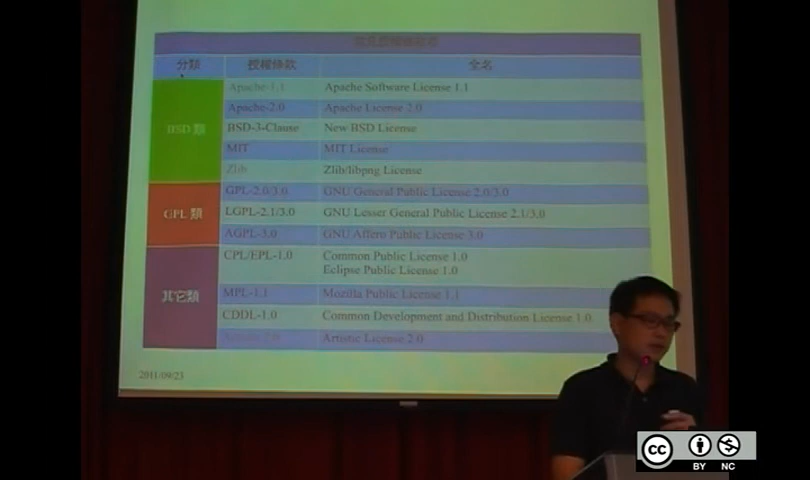 分類 授權條款 全名
BSD 類
Apache-1.1 Apache Software License 1.1
Apache-2.0 Apache License 2.0
BSD-3-Clause New BSD License
MIT MIT License
Zlib Zlib/libpng License
GPL 類
GPL-2.0/3.0 GNU General Public License 2.0/3.0
LGPL-2.1/3.0 GNU Lesser General Public License 2.1/3.0
AGPL-3.0 GNU Affero Public License 3.0
其它類
CPL/EPL-1.0 Common Public License 1.0
Eclipse Public License 1.0
MPL-1.1 Mozilla Public License 1.1
CDDL-1.0 Common Development and Distribution License 1.0
Artistic License 2.0
2011/09/23
cc
BY NC